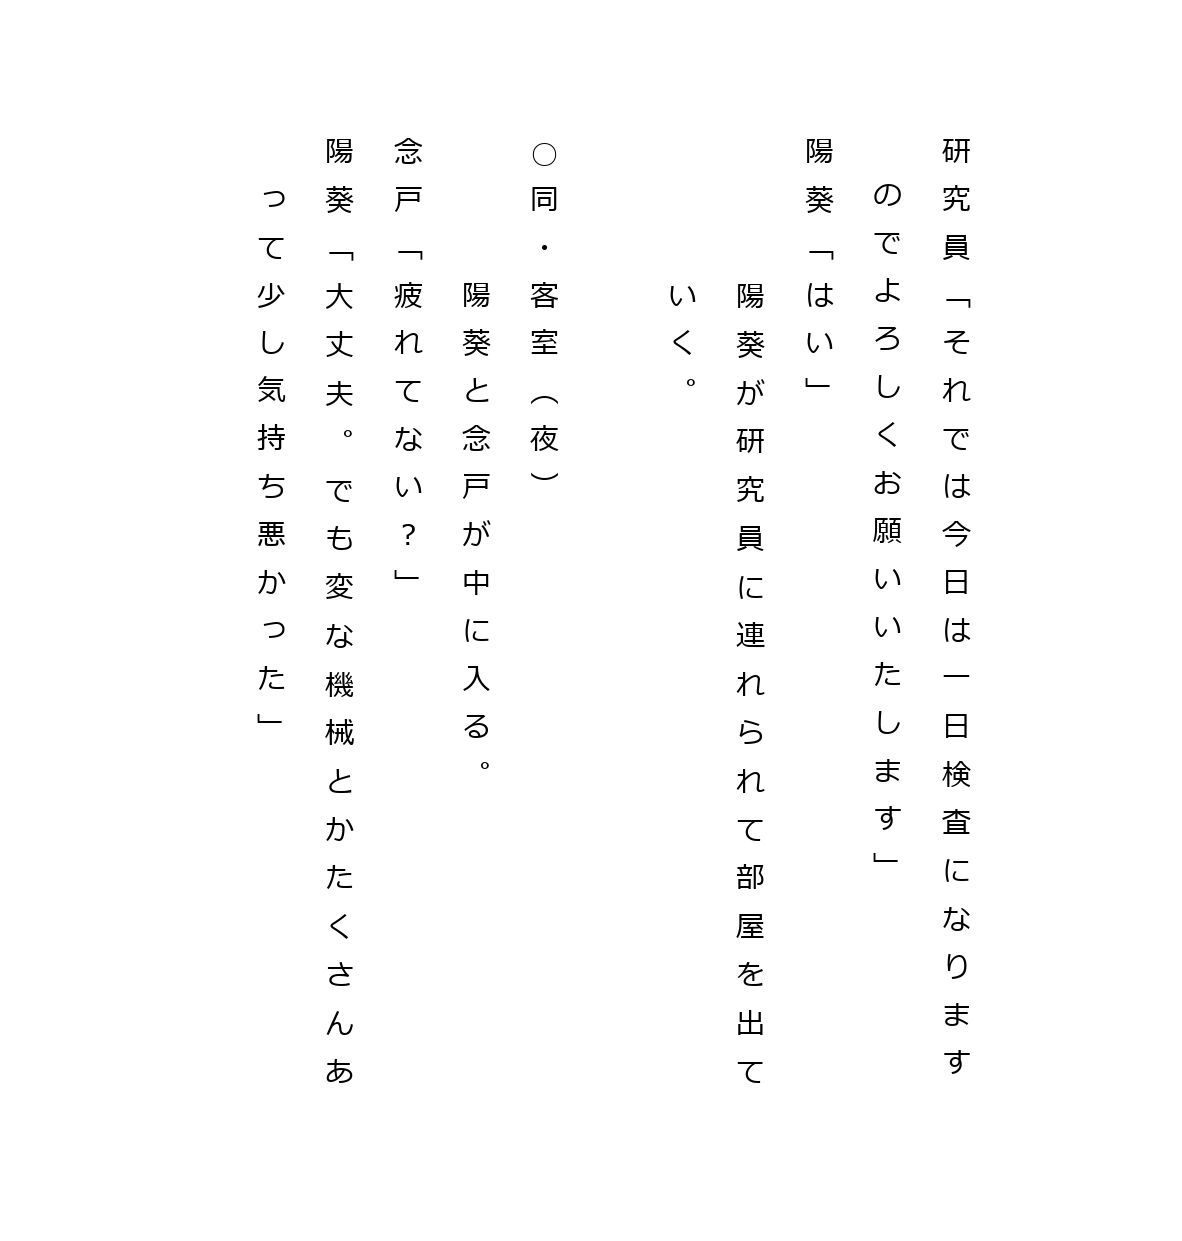 研究員「それでは今日は一日検査になります
のでよろしくお願いいたします」
陽葵「はい」
陽葵が研究員に連れられて部屋を出て
いく。
○同・客室（夜）
陽葵と念戸が中に入る。
念戸「疲れてない？」
陽葵「大丈夫。でも変な機械とかたくさんあ
って少し気持ち悪かった」